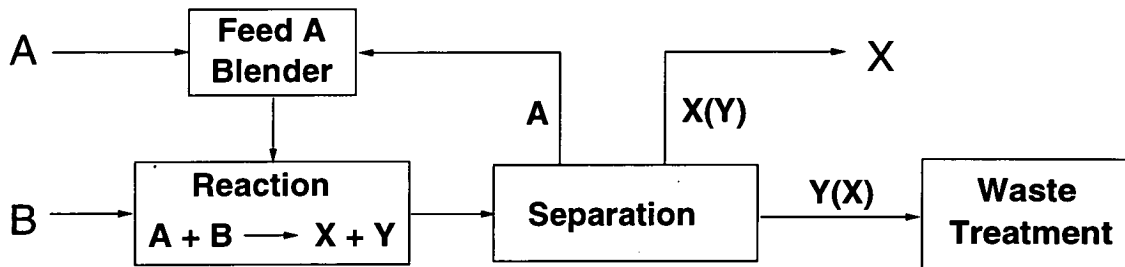 A
Feed A
Blender
A
X(Y)
X
B
Reaction
A + B → X + Y
Separation
Y(X)
Waste
Treatment